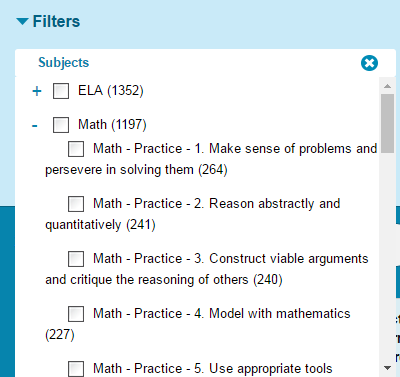 Filters
Subjects
+ ELA (1352)
- Math (1197)
Math - Practice - 1. Make sense of problems and
persevere in solving them (264)
Math - Practice - 2. Reason abstractly and
quantitatively (241)
Math - Practice - 3. Construct viable arguments
and critique the reasoning of others (240)
Math - Practice - 4. Model with mathematics
(227)
Math - Practice - 5. Use appropriate tools